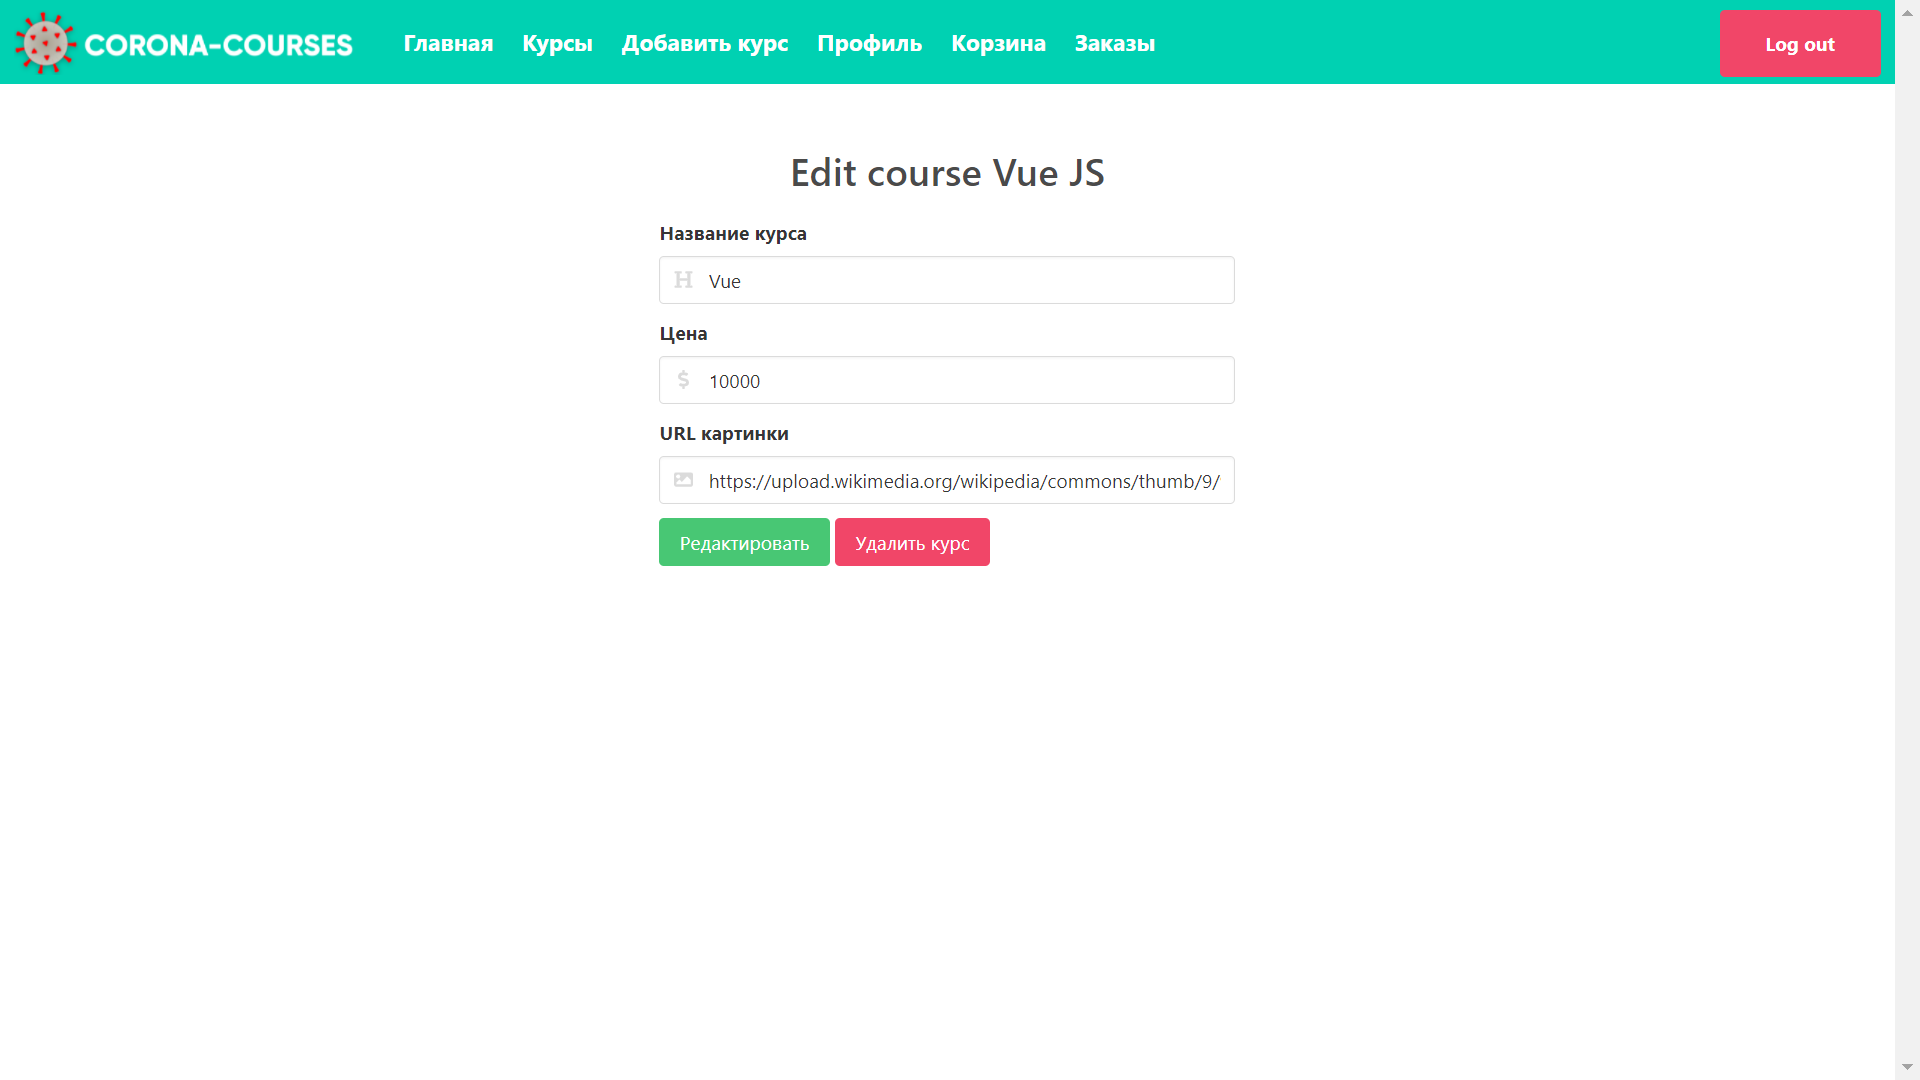 CORONA-COURSES Главная Курсы Добавить курс Профиль Корзина Заказы Log out
Edit course Vue JS
Название курса
Vue
Цена
10000
URL картинки
https://upload.wikimedia.org/wikipedia/commons/thumb/9/
Редактировать Удалить курс